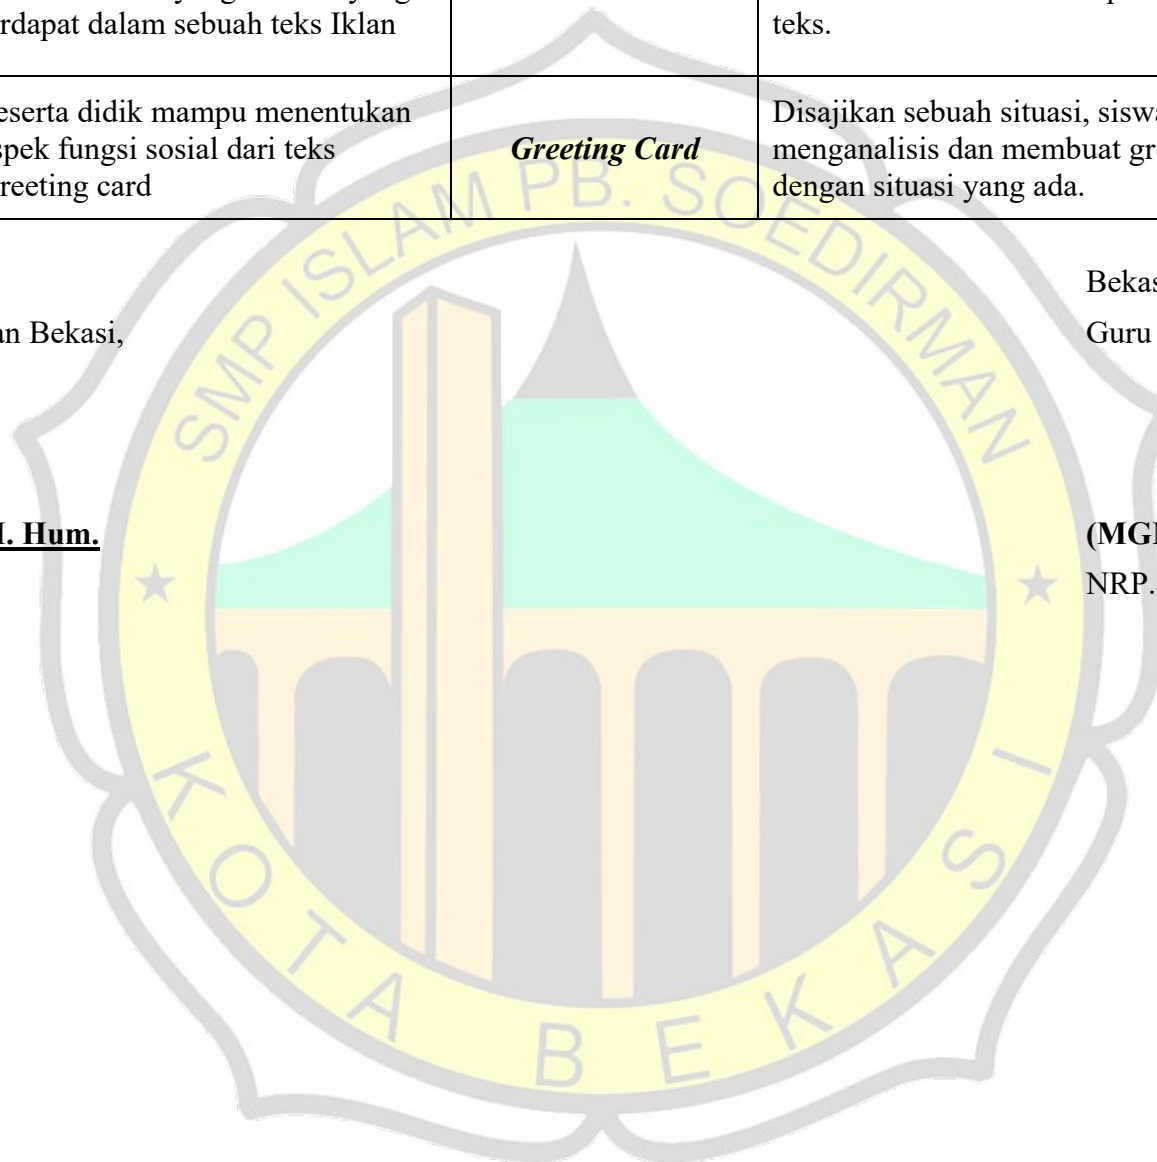 rdapat dalam sebuah teks Iklan
teks.
eserta didik mampu menentukan
spek fungsi sosial dari teks
reeting card
Greeting Card
Disajikan sebuah situasi, sisw
menganalisis dan membuat gr
dengan situasi yang ada.
SMP ISLAM PB. SOEDIRMAN
Bekas
an Bekasi,
Guru
. Hum.
(MG
NRP.
KOTA BEKASI